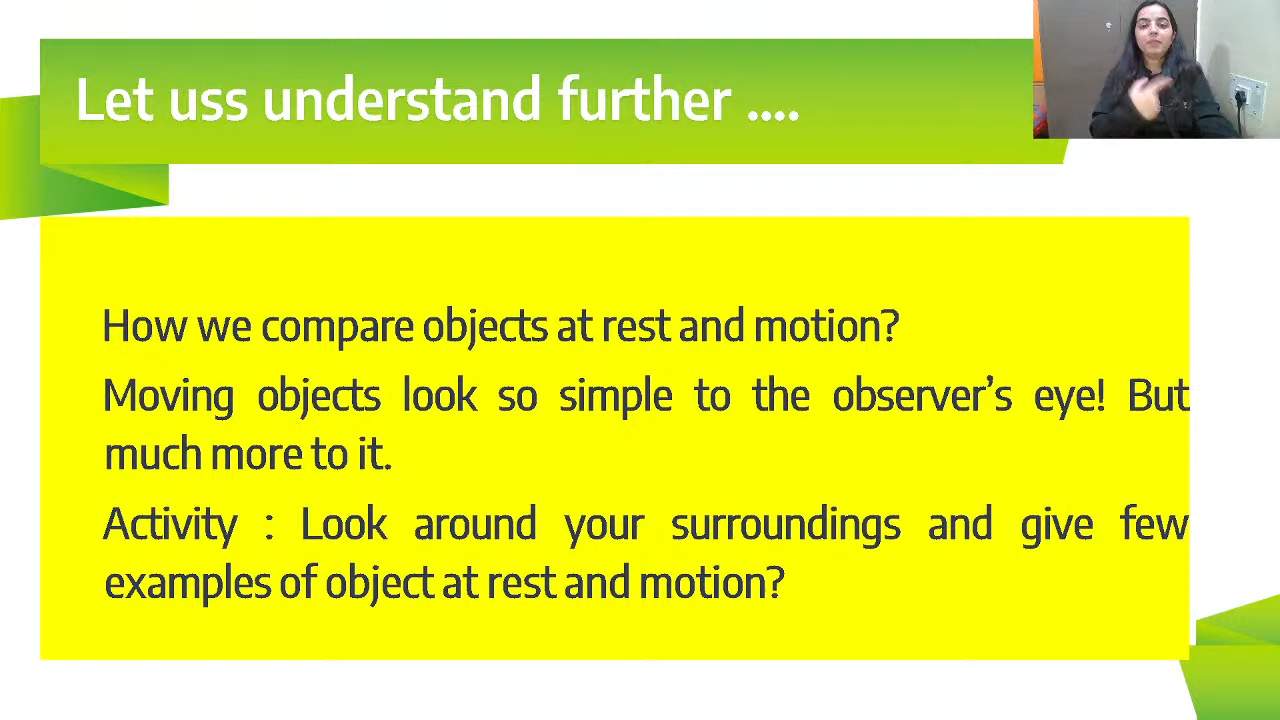 Let uss understand further ....
How we compare objects at rest and motion?
Moving objects look so simple to the observer’s eye! But
much more to it.
Activity : Look around your surroundings and give few
examples of object at rest and motion?